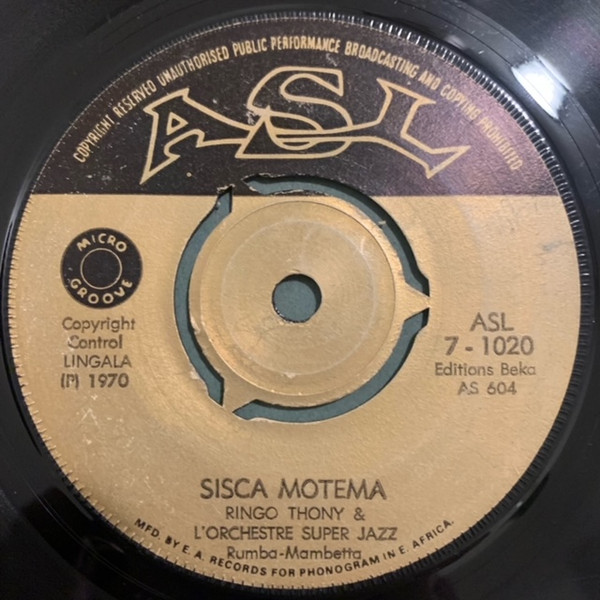 COPYRIGHT RESERVED UNAUTHORISED PUBLIC PERFORMANCE BROADCASTING AND COPYING PROHIBITED
ASL
MICRO
GROOVE
Copyright
Control
LINGALA
(P) 1970
ASL
7 - 1020
Editions Beka
AS 604
SISCA MOTEMA
RINGO THONY &
L'ORCHESTRE SUPER JAZZ
Rumba-Mambetta
MFD. BY E. A. RECORDS FOR PHONOGRAM IN E. AFRICA.